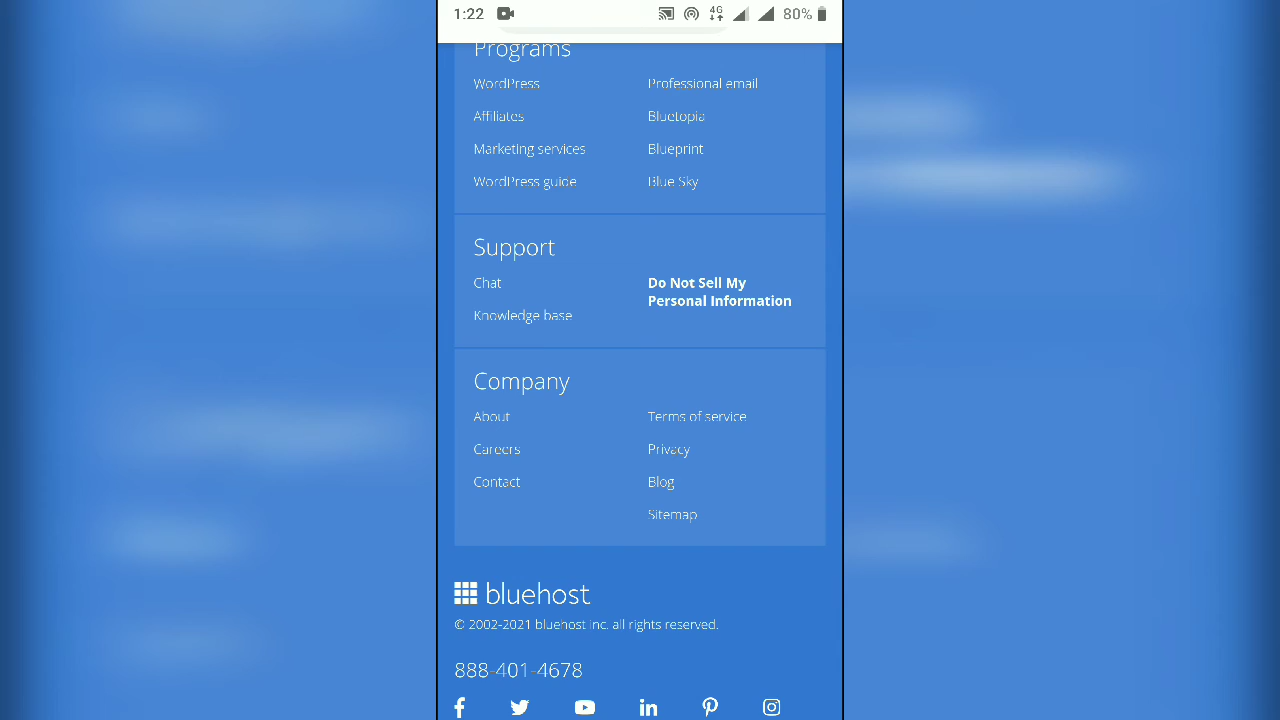 1:22
4G
80%
Programs
WordPress
Professional email
Affiliates
Bluetopia
Marketing services
Blueprint
WordPress guide
Blue Sky
Support
Chat
Do Not Sell My
Personal Information
Knowledge base
Company
About
Terms of service
Careers
Privacy
Contact
Blog
Sitemap
bluehost
© 2002-2021 bluehost inc. all rights reserved.
888-401-4678